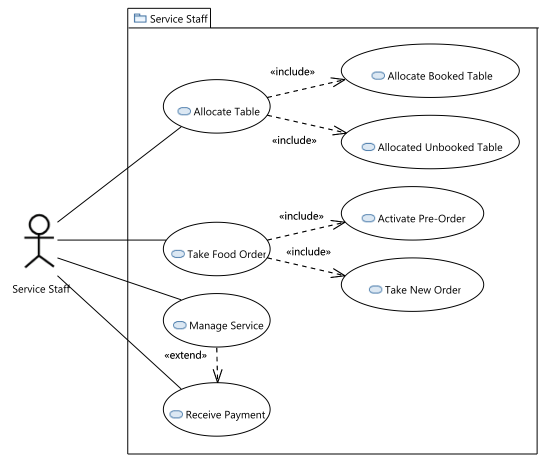 Service Staff
«include»
Allocate Booked Table
Allocate Table
«include»
Allocated Unbooked Table
«include»
Activate Pre-Order
Take Food Order
«include»
Take New Order
Service Staff
Manage Service
«extend»
Receive Payment